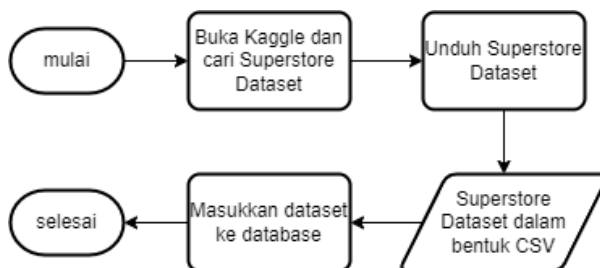 mulai
Buka Kaggle dan
cari Superstore
Dataset
Unduh Superstore
Dataset
Superstore
Dataset dalam
bentuk CSV
Masukkan dataset
ke database
selesai